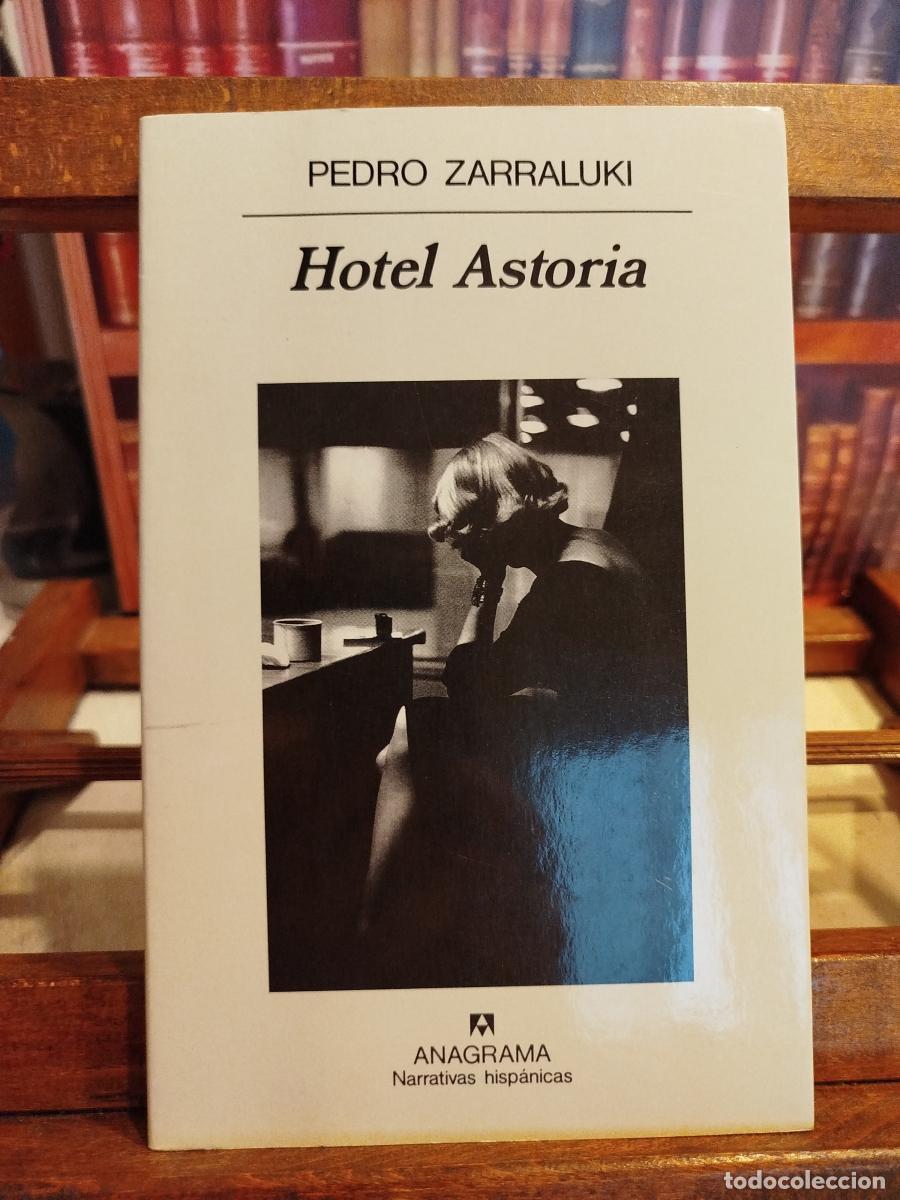 PEDRO ZARRALUKI
Hotel Astoria
ANAGRAMA
Narrativas hispánicas
todocoleccion